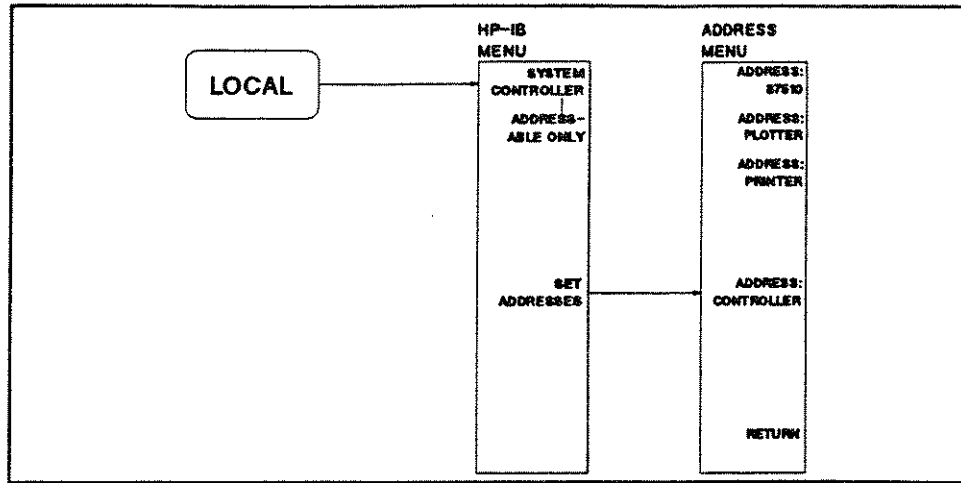 HP-IB
MENU
ADDRESS
MENU
LOCAL
SYSTEM
CONTROLLER
ADDRESS-
ABLE ONLY
SET
ADDRESSES
ADDRESS:
87510
ADDRESS:
PLOTTER
ADDRESS:
PRINTER
ADDRESS:
CONTROLLER
RETURN